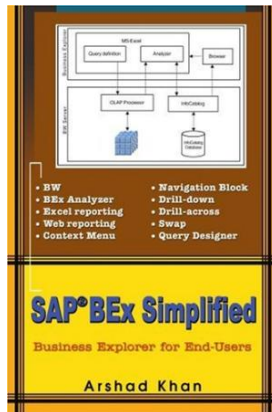 Business Explorer
MS-Excel
Query definition
Analyzer
Browser
BW Server
OLAP Processor
InfoCatalog
InfoCatalog
Database
• BW
• BEx Analyzer
• Excel reporting
• Web reporting
• Context Menu
• Navigation Block
• Drill-down
• Drill-across
• Swap
• Query Designer
SAP® BEx Simplified
Business Explorer for End-Users
Arshad Khan